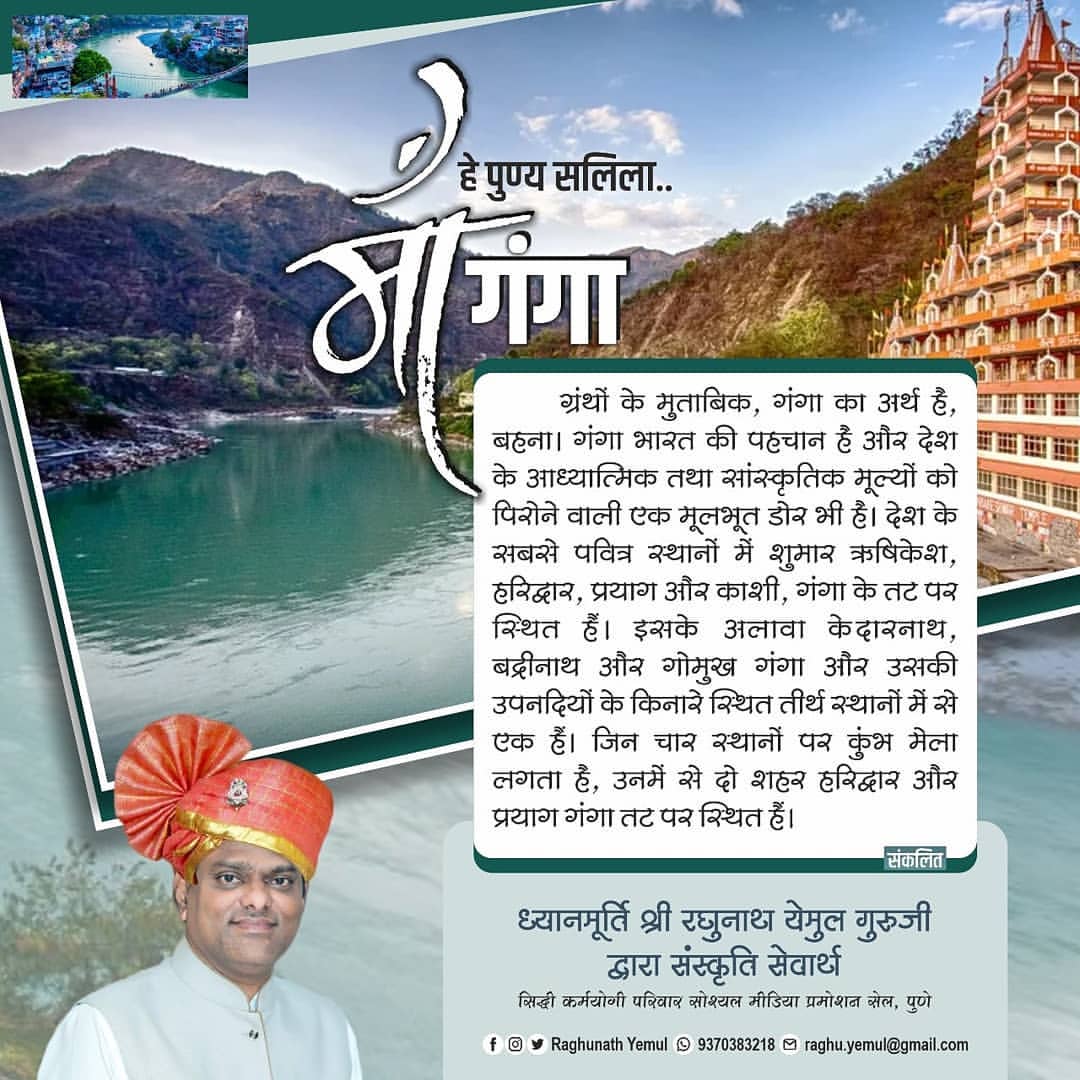 हे पुण्य सलिला..
माँ गंगा
ग्रंथों के मुताबिक, गंगा का अर्थ है,
बहना। गंगा भारत की पहचान है और देश
के आध्यात्मिक तथा सांस्कृतिक मूल्यों को
पिरोने वाली एक मूलभूत डोर भी है। देश के
सबसे पवित्र स्थानों में शुमार ऋषिकेश,
हरिद्वार, प्रयाग और काशी, गंगा के तट पर
स्थित हैं। इसके अलावा केदारनाथ,
बद्रीनाथ और गोमुख गंगा और उसकी
उपनदियों के किनारे स्थित तीर्थ स्थानों में से
एक हैं। जिन चार स्थानों पर कुंभ मेला
लगता है, उनमें से दो शहर हरिद्वार और
प्रयाग गंगा तट पर स्थित हैं।
संकलित
ध्यानमूर्ति श्री रघुनाथ येमुल गुरुजी
द्वारा संस्कृति सेवार्थ
सिद्धी कर्मयोगी परिवार सोश्यल मीडिया प्रमोशन सेल, पुणे
Raghunath Yemul 9370383218 raghu.yemul@gmail.com